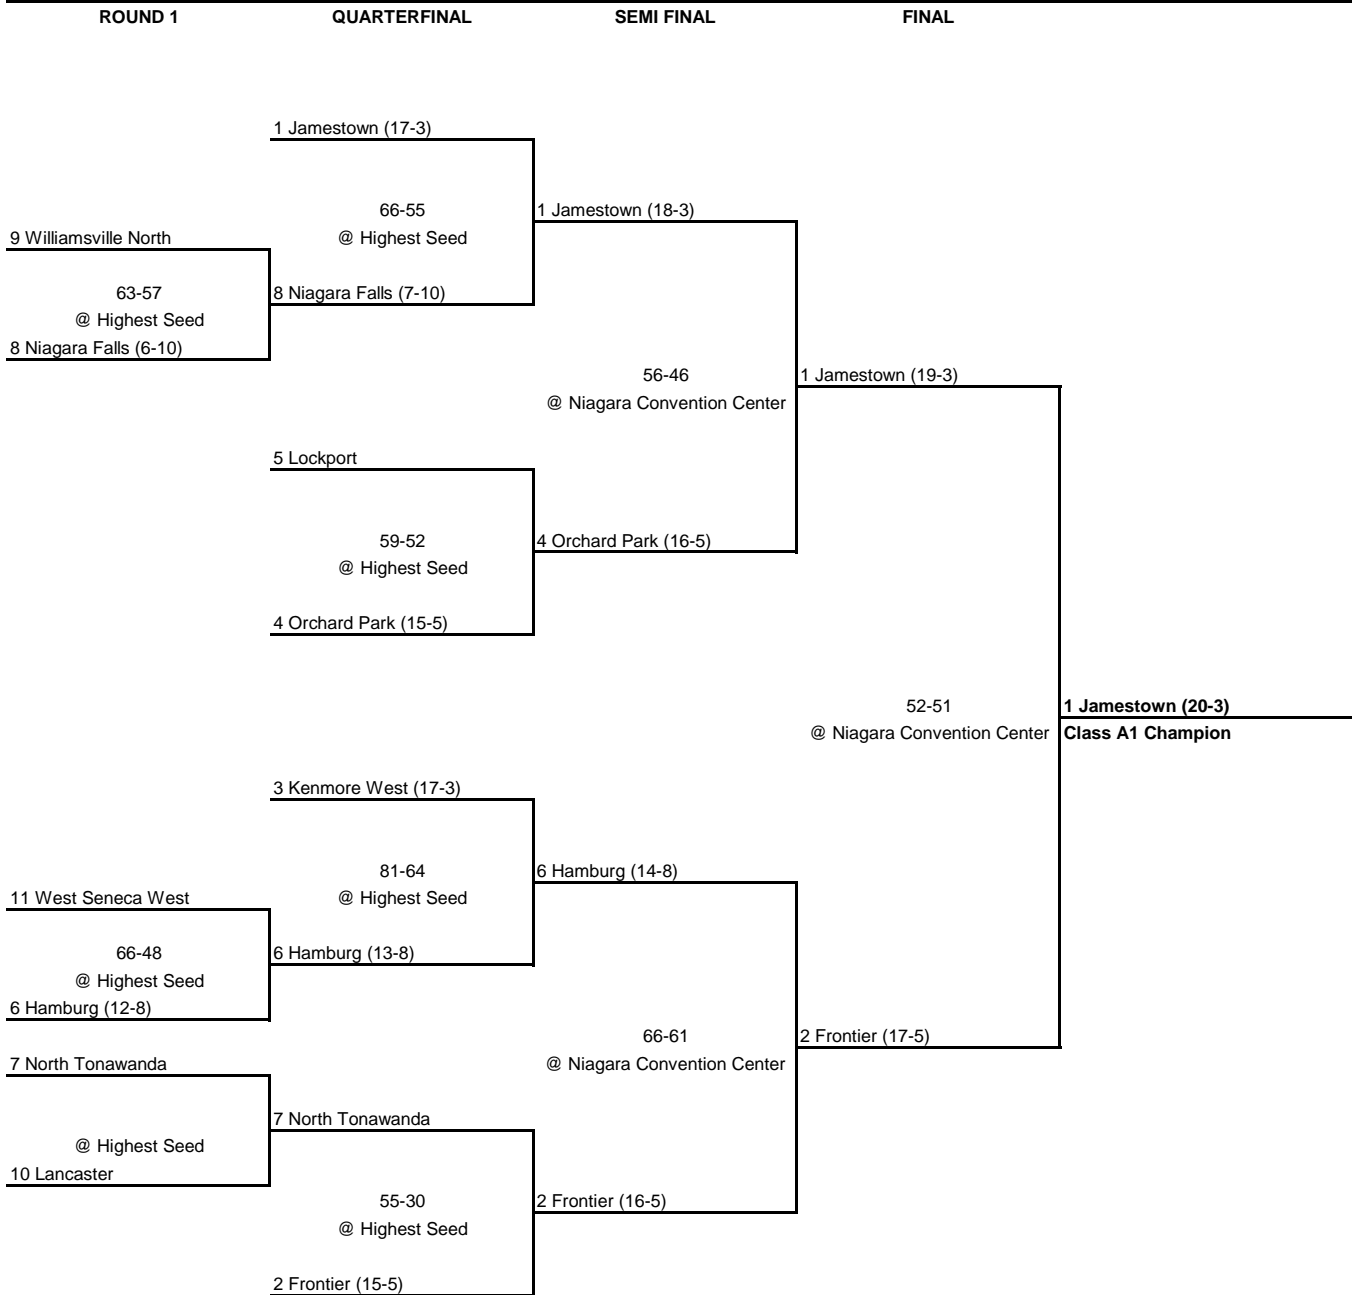 ROUND 1 QUARTERFINAL SEMI FINAL FINAL
1 Jamestown (17-3)
66-55 1 Jamestown (18-3)
9 Williamsville North @ Highest Seed
63-57 8 Niagara Falls (7-10)
@ Highest Seed
8 Niagara Falls (6-10)
56-46 1 Jamestown (19-3)
@ Niagara Convention Center
5 Lockport
59-52 4 Orchard Park (16-5)
@ Highest Seed
4 Orchard Park (15-5)
52-51 1 Jamestown (20-3)
@ Niagara Convention Center Class A1 Champion
3 Kenmore West (17-3)
81-64 6 Hamburg (14-8)
11 West Seneca West @ Highest Seed
66-48 6 Hamburg (13-8)
@ Highest Seed
6 Hamburg (12-8)
66-61 2 Frontier (17-5)
7 North Tonawanda @ Niagara Convention Center
7 North Tonawanda
@ Highest Seed
10 Lancaster
55-30 2 Frontier (16-5)
@ Highest Seed
2 Frontier (15-5)